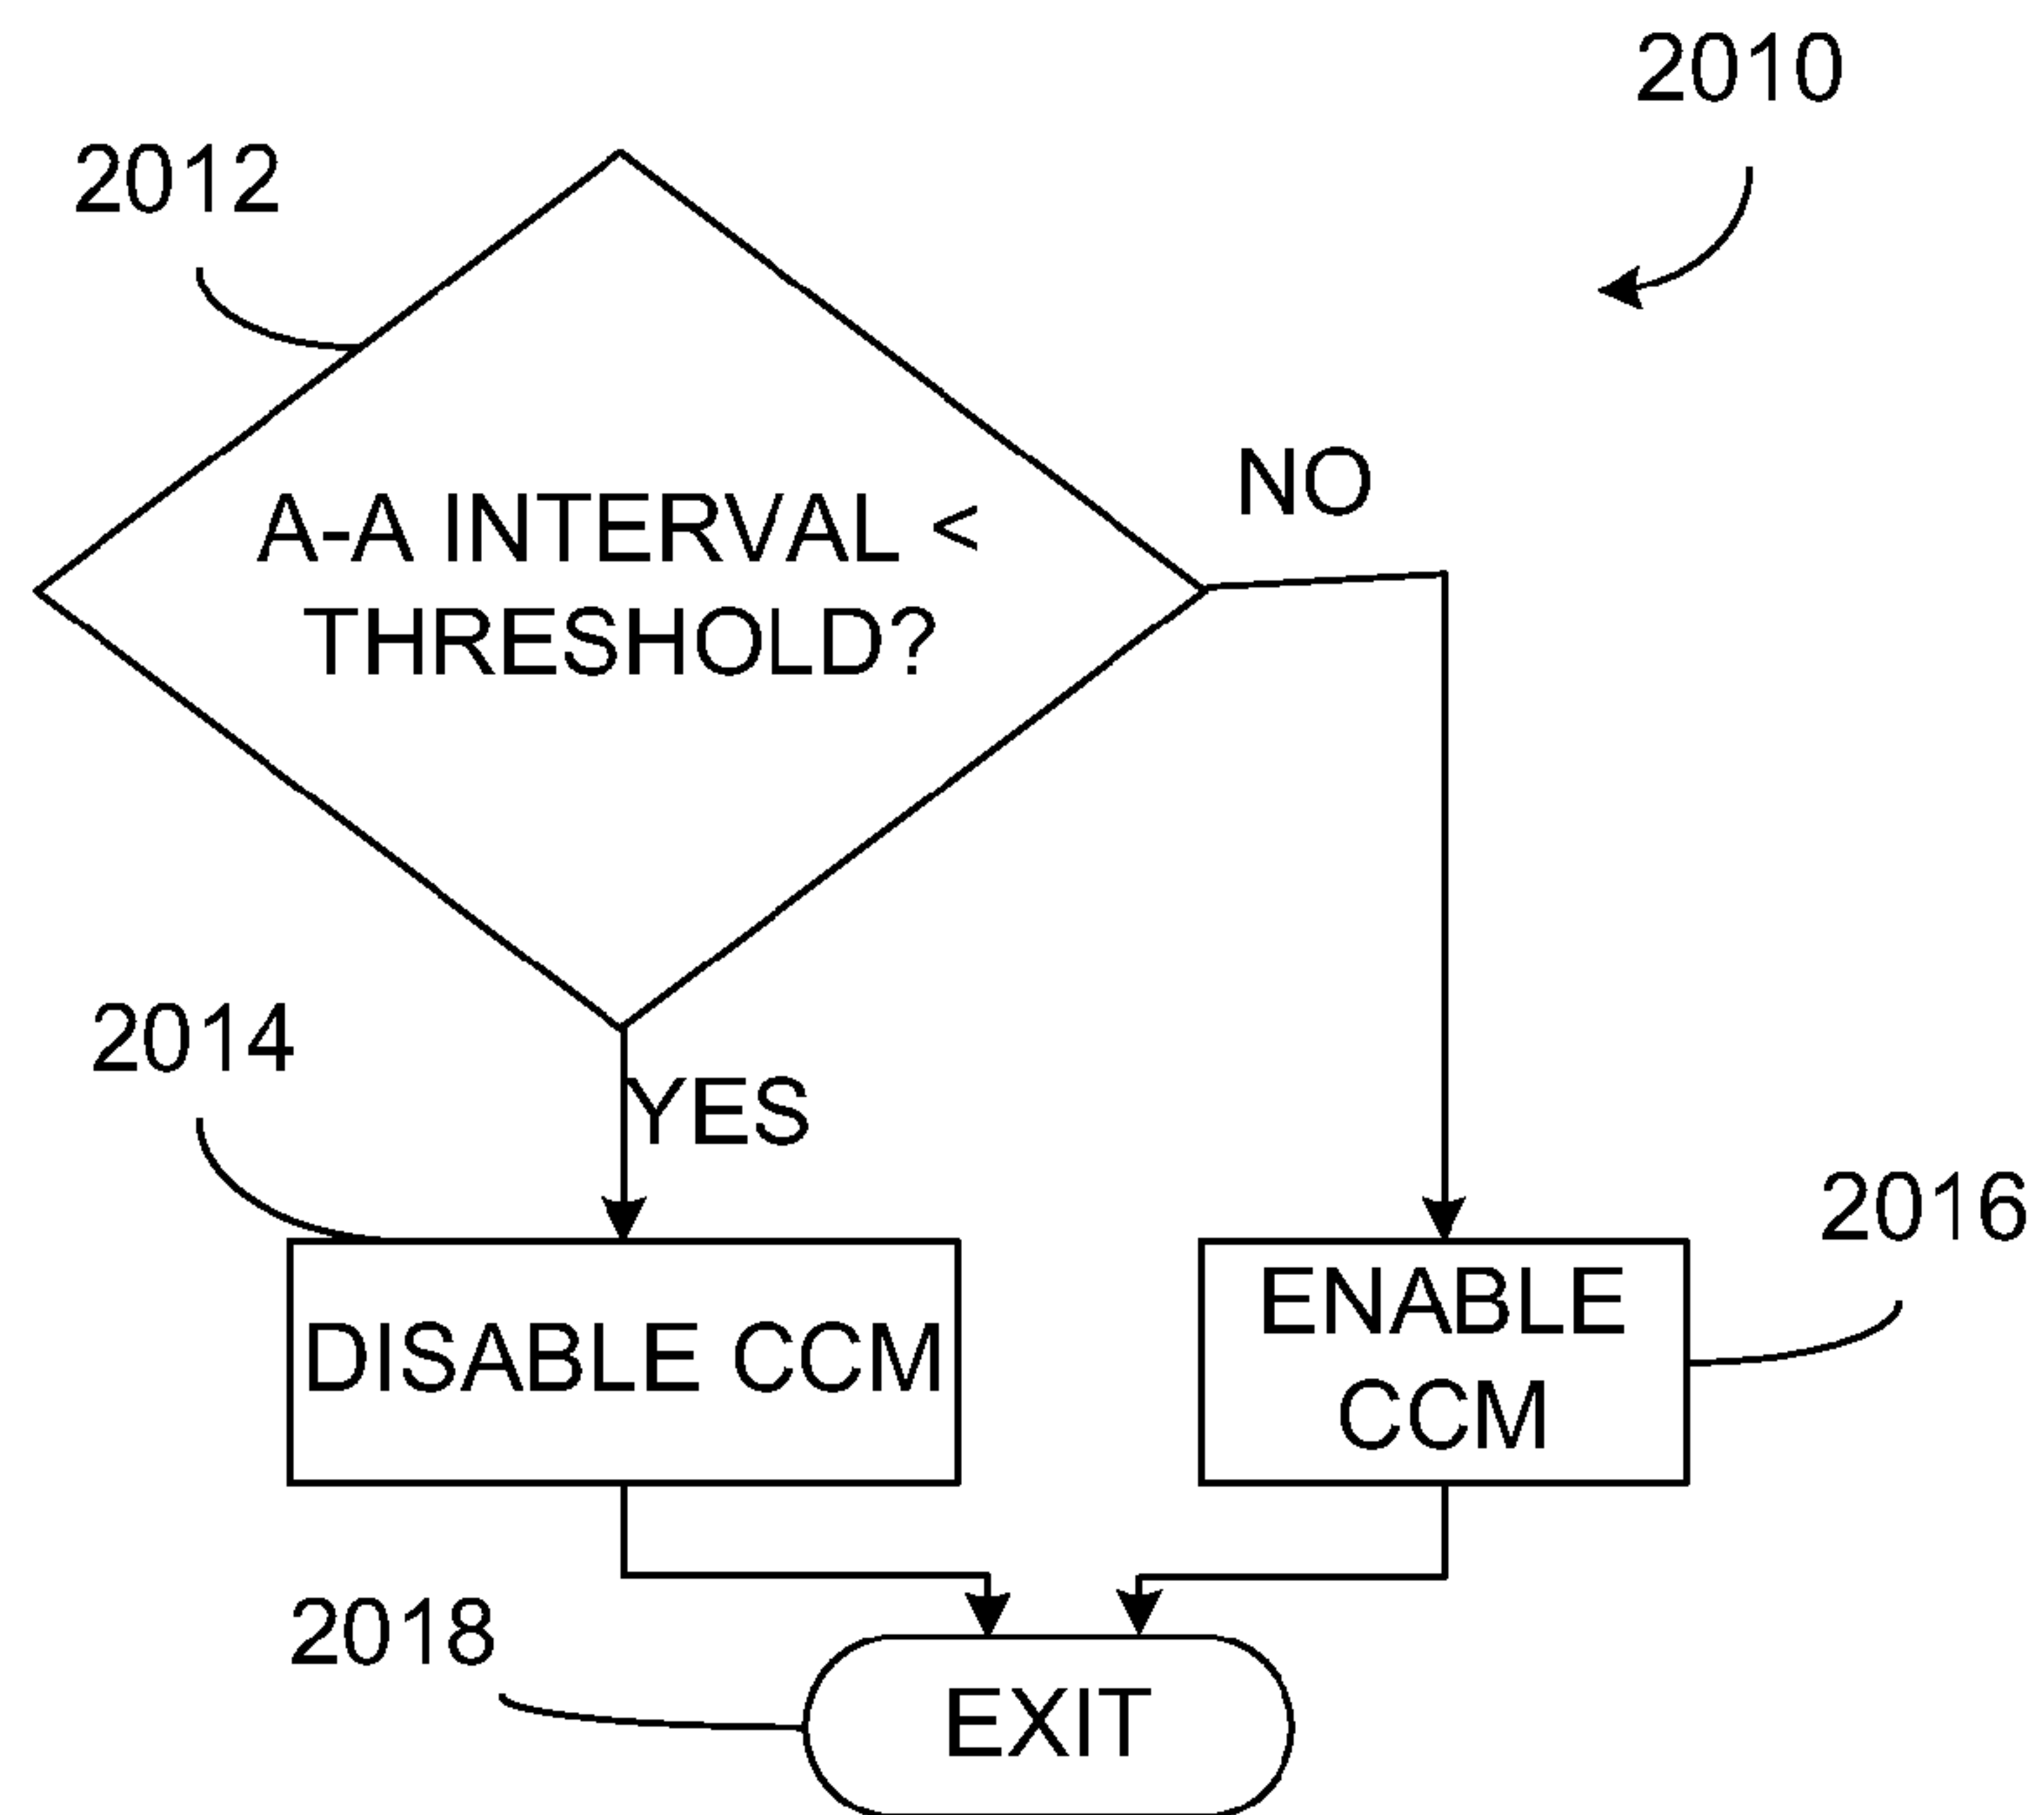 2010
2012
A-A INTERVAL <
THRESHOLD?
NO
YES
2014
DISABLE CCM
ENABLE
CCM
2016
2018
EXIT